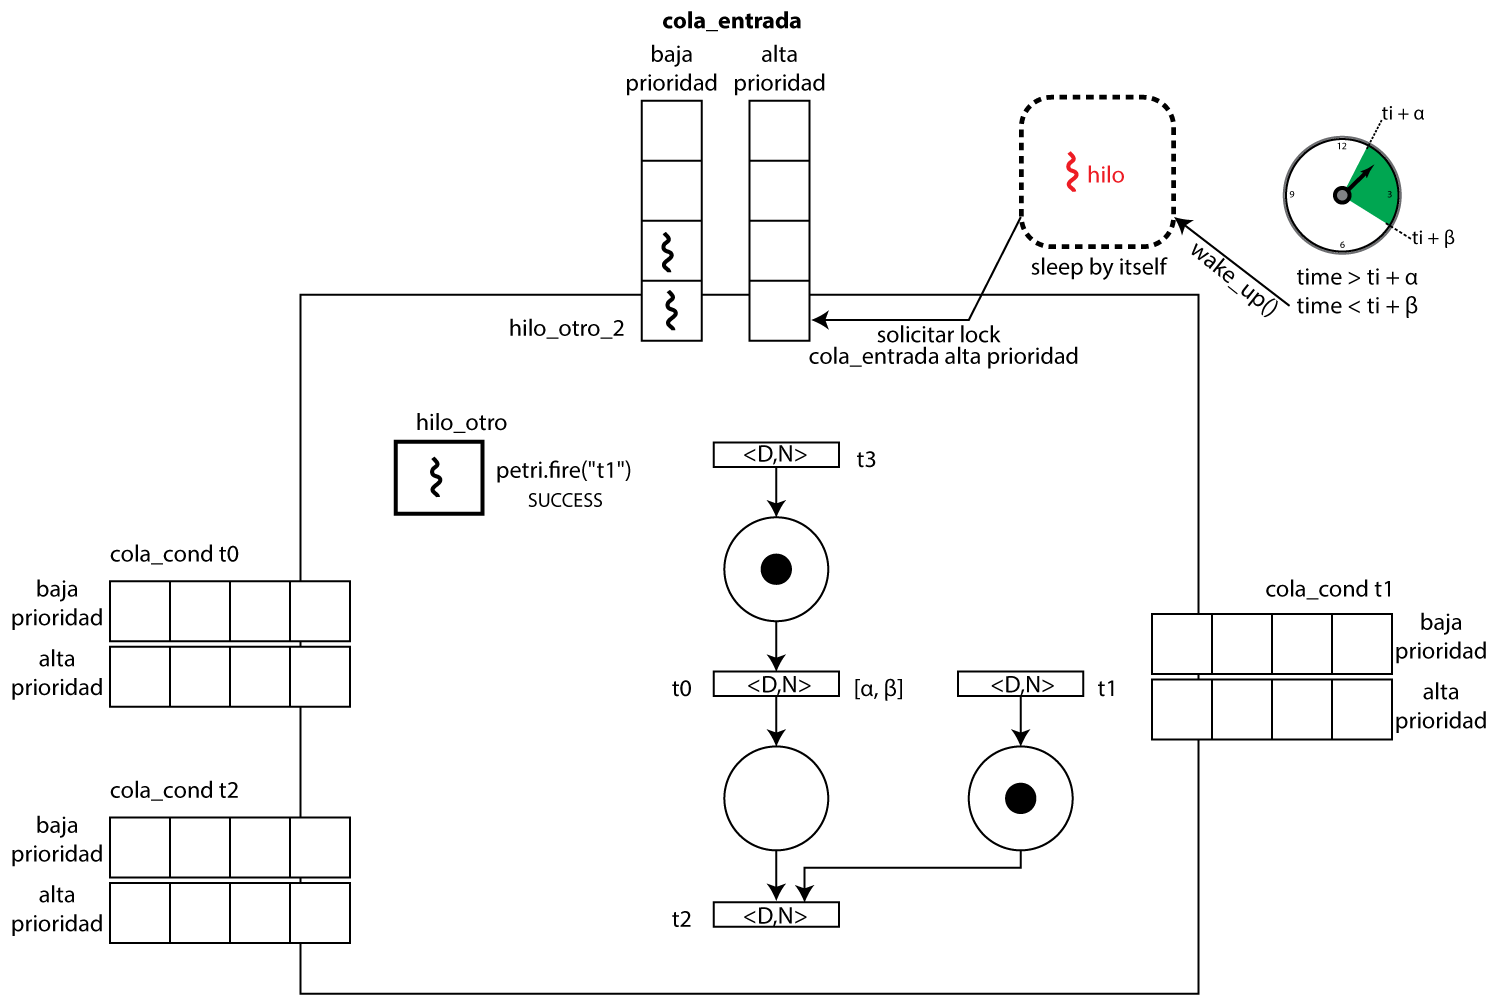 cola_entrada
baja
prioridad
alta
prioridad
hilo
sleep by itself
wake_up()
ti + α
12
9
3
6
ti + β
time > ti + α
time < ti + β
hilo_otro_2
solicitar lock
cola_entrada alta prioridad
hilo_otro
petri.fire("t1")
SUCCESS
<D,N>
t3
cola_cond t0
baja
prioridad
alta
prioridad
t0
<D,N>
[α, β]
<D,N>
t1
cola_cond t1
baja
prioridad
alta
prioridad
cola_cond t2
baja
prioridad
alta
prioridad
t2
<D,N>